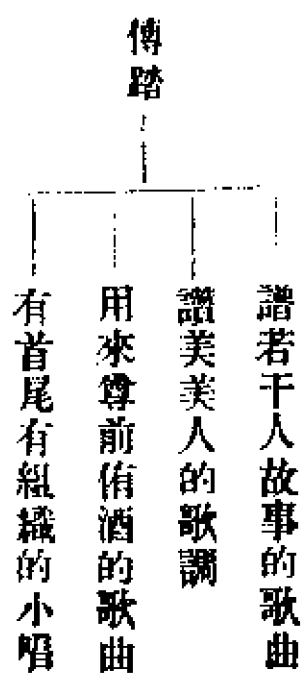 傳踏
譜若干人故事的歌曲
讚美美人的歌調
用來尊前侑酒的歌曲
有首尾有組織的小唱